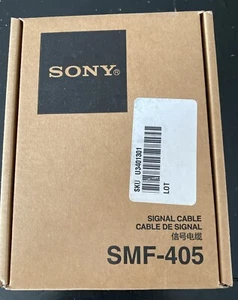 SONY®
SKU U3401301
LOT
SIGNAL CABLE
CABLE DE SIGNAL
信号电缆
SMF-405